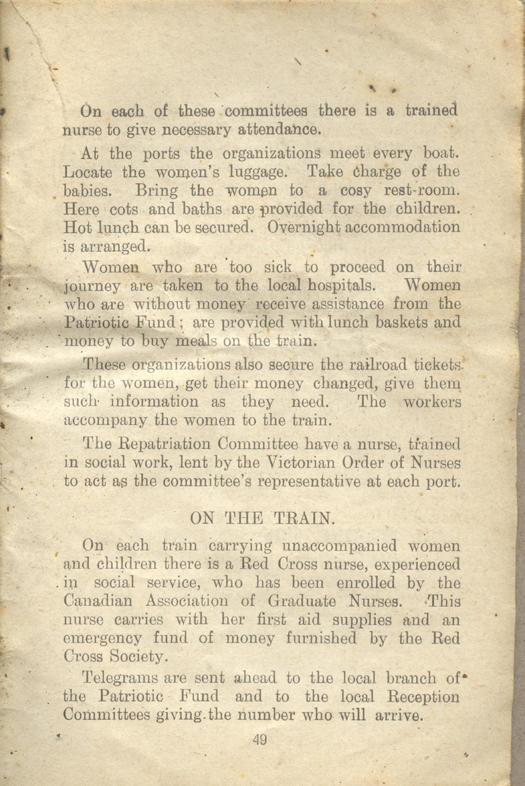 On each of these committees there is a trained
nurse to give necessary attendance.
At the ports the organizations meet every boat.
Locate the women's luggage. Take charge of the
babies. Bring the women to a cosy rest-room.
Here cots and baths are provided for the children.
Hot lunch can be secured. Overnight accommodation
is arranged.
Women who are too sick to proceed on their
journey are taken to the local hospitals. Women
who are without money receive assistance from the
Patriotic Fund; are provided with lunch baskets and
money to buy meals on the train.
These organizations also secure the railroad tickets
for the women, get their money changed, give them
such information as they need. The workers
accompany the women to the train.
The Repatriation Committee have a nurse, trained
in social work, lent by the Victorian Order of Nurses
to act as the committee's representative at each port.
ON THE TRAIN.
On each train carrying unaccompanied women
and children there is a Red Cross nurse, experienced
in social service, who has been enrolled by the
Canadian Association of Graduate Nurses. This
nurse carries with her first aid supplies and an
emergency fund of money furnished by the Red
Cross Society.
Telegrams are sent ahead to the local branch of
the Patriotic Fund and to the local Reception
Committees giving the number who will arrive.
49